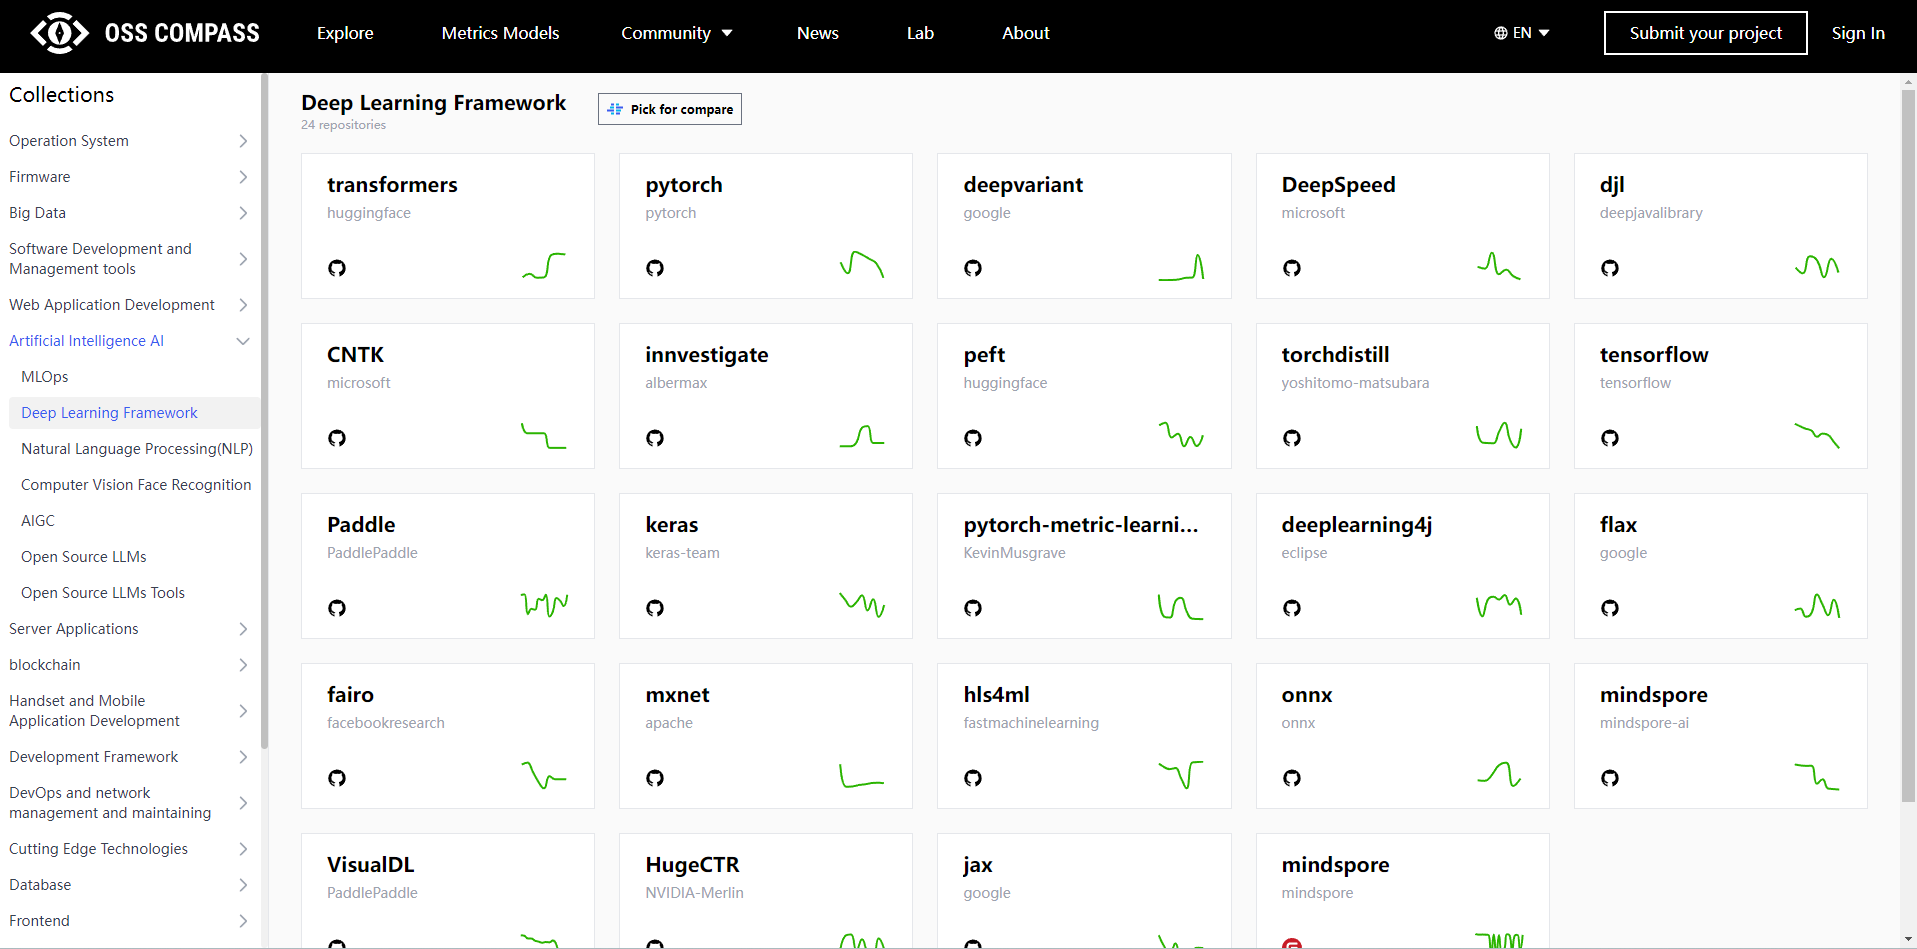 OSS COMPASS
Explore
Metrics Models
Community
News
Lab
About
EN
Submit your project
Sign In
Collections
Operation System
Firmware
Big Data
Software Development and
Management tools
Web Application Development
Artificial Intelligence AI
MLOps
Deep Learning Framework
Natural Language Processing(NLP)
Computer Vision Face Recognition
AIGC
Open Source LLMs
Open Source LLMs Tools
Server Applications
blockchain
Handset and Mobile
Application Development
Development Framework
DevOps and network
management and maintaining
Cutting Edge Technologies
Database
Frontend
Deep Learning Framework
24 repositories
Pick for compare
transformers
huggingface
pytorch
pytorch
deepvariant
google
DeepSpeed
microsoft
djl
deepjavalibrary
CNTK
microsoft
innvestigate
albermax
peft
huggingface
torchdistill
yoshitomo-matsubara
tensorflow
tensorflow
Paddle
PaddlePaddle
keras
keras-team
pytorch-metric-learni...
KevinMusgrave
deeplearning4j
eclipse
flax
google
fairo
facebookresearch
mxnet
apache
hls4ml
fastmachinelearning
onnx
onnx
mindspore
mindspore-ai
VisualDL
PaddlePaddle
HugeCTR
NVIDIA-Merlin
jax
google
mindspore
mindspore